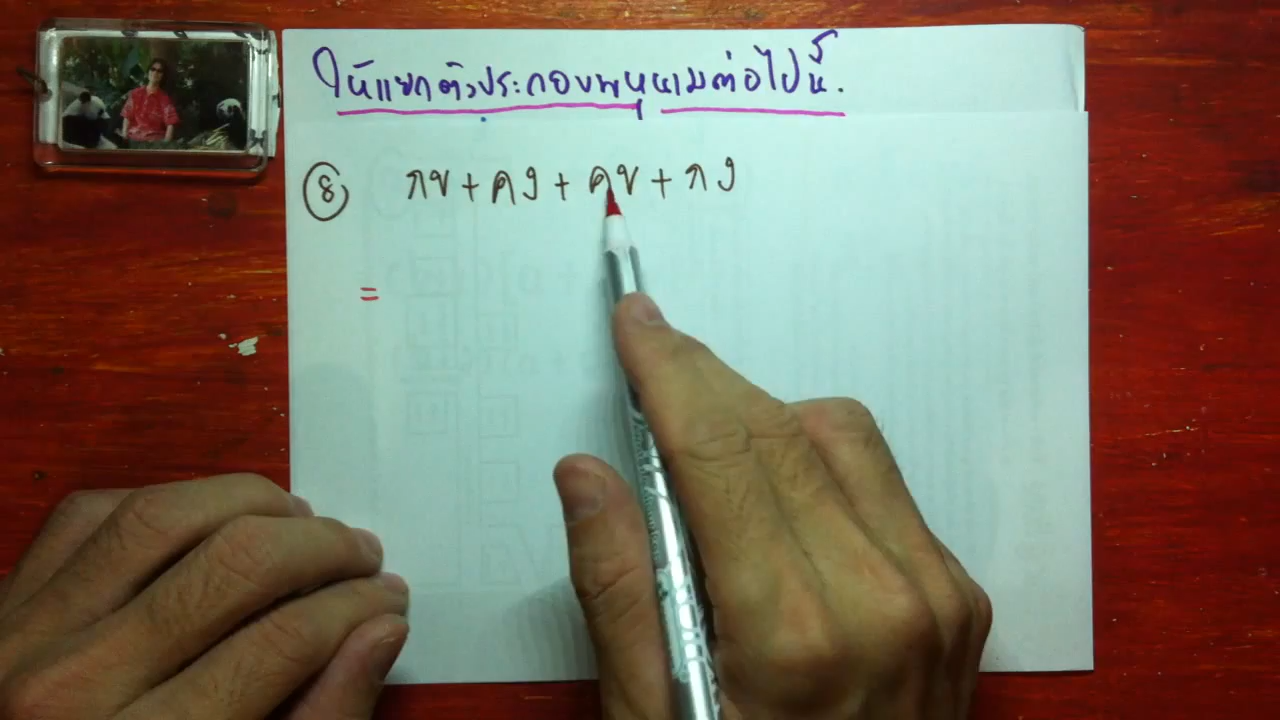 ให้แยกตัวประกอบพหุนามต่อไปนี้.
8 กข + คง + คข + กง
=